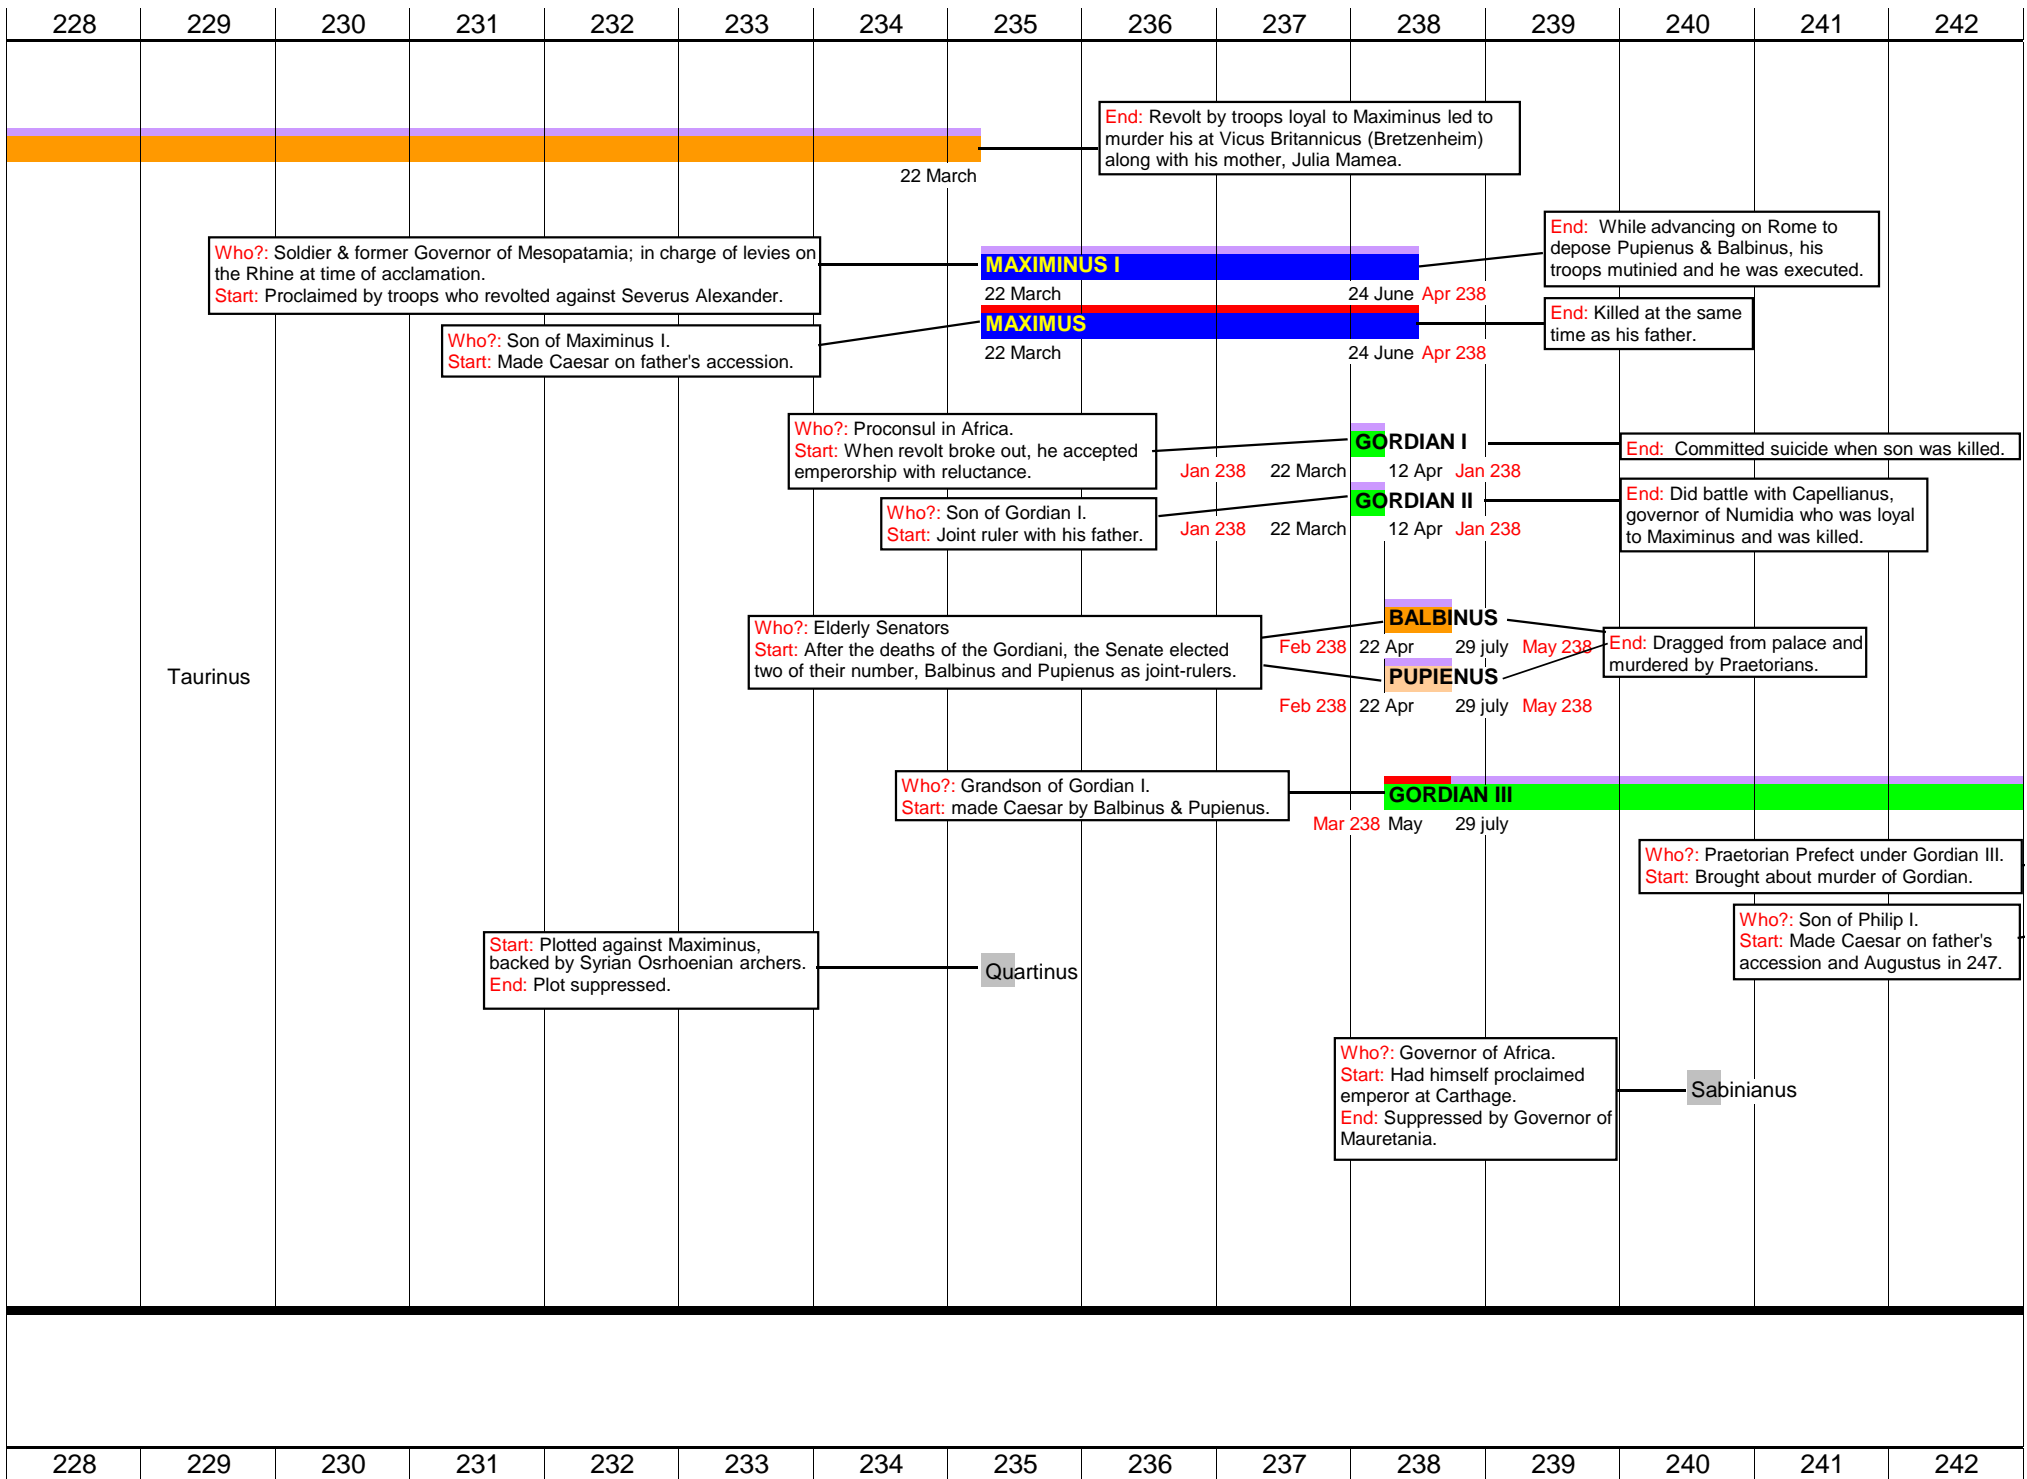 228 229 230 231 232 233 234 235 236 237 238 239 240 241 242
End: Revolt by troops loyal to Maximinus led to
murder his at Vicus Britannicus (Bretzenheim)
along with his mother, Julia Mamea.
22 March
Who?: Soldier & former Governor of Mesopatamia; in charge of levies on
the Rhine at time of acclamation.
Start: Proclaimed by troops who revolted against Severus Alexander.
MAXIMINUS I
22 March 24 June Apr 238
End: While advancing on Rome to
depose Pupienus & Balbinus, his
troops mutinied and he was executed.
Who?: Son of Maximinus I.
Start: Made Caesar on father's accession.
MAXIMUS
22 March 24 June Apr 238
End: Killed at the same
time as his father.
Who?: Proconsul in Africa.
Start: When revolt broke out, he accepted
emperorship with reluctance.
GORDIAN I
Jan 238 22 March 12 Apr Jan 238
End: Committed suicide when son was killed.
Who?: Son of Gordian I.
Start: Joint ruler with his father.
GORDIAN II
Jan 238 22 March 12 Apr Jan 238
End: Did battle with Capellianus,
governor of Numidia who was loyal
to Maximinus and was killed.
Who?: Elderly Senators
Start: After the deaths of the Gordiani, the Senate elected
two of their number, Balbinus and Pupienus as joint-rulers.
BALBINUS
Feb 238 22 Apr 29 july May 238
PUPIENUS
Feb 238 22 Apr 29 july May 238
End: Dragged from palace and
murdered by Praetorians.
Taurinus
Who?: Grandson of Gordian I.
Start: made Caesar by Balbinus & Pupienus.
GORDIAN III
Mar 238 May 29 july
Who?: Praetorian Prefect under Gordian III.
Start: Brought about murder of Gordian.
Who?: Son of Philip I.
Start: Made Caesar on father's
accession and Augustus in 247.
Start: Plotted against Maximinus,
backed by Syrian Osrhoenian archers.
End: Plot suppressed.
Quartinus
Who?: Governor of Africa.
Start: Had himself proclaimed
emperor at Carthage.
End: Suppressed by Governor of
Mauretania.
Sabinianus
228 229 230 231 232 233 234 235 236 237 238 239 240 241 242